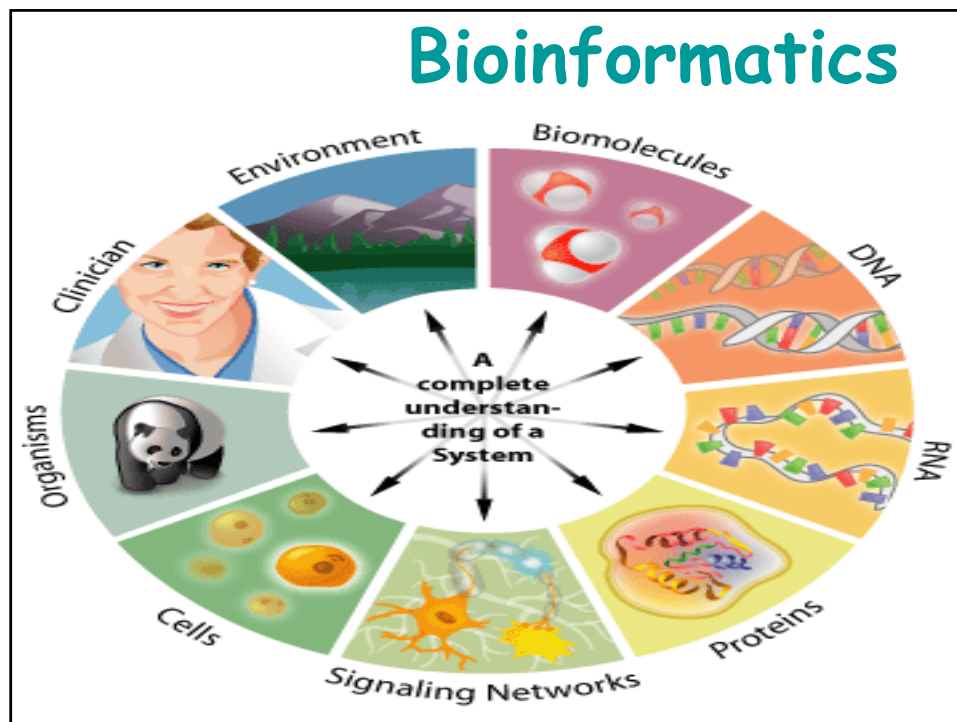 Bioinformatics
Environment
Biomolecules
Clinician
DNA
A
complete
understan-
ding of a
System
Organisms
RNA
Cells
Proteins
Signaling Networks